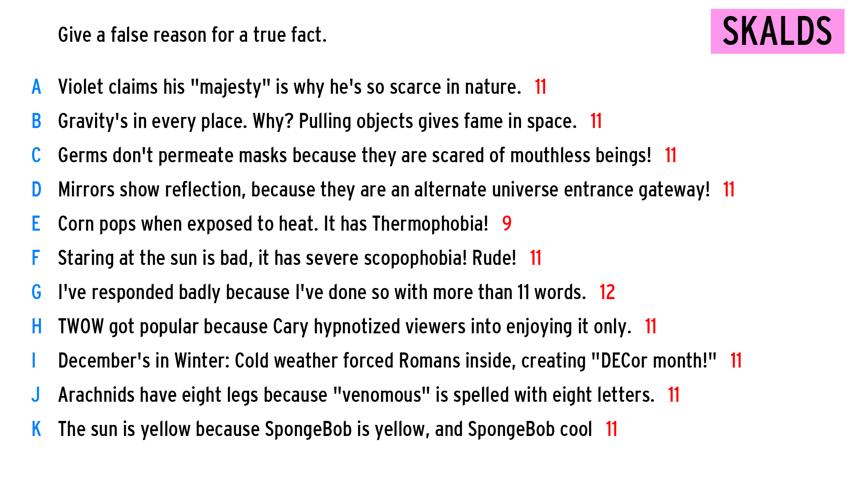 Give a false reason for a true fact.
SKALDS
A Violet claims his "majesty" is why he's so scarce in nature. 11
B Gravity's in every place. Why? Pulling objects gives fame in space. 11
C Germs don't permeate masks because they are scared of mouthless beings! 11
D Mirrors show reflection, because they are an alternate universe entrance gateway! 11
E Corn pops when exposed to heat. It has Thermophobia! 9
F Staring at the sun is bad, it has severe scopophobia! Rude! 11
G I've responded badly because I've done so with more than 11 words. 12
H TWOW got popular because Cary hypnotized viewers into enjoying it only. 11
I December's in Winter: Cold weather forced Romans inside, creating "DECor month!" 11
J Arachnids have eight legs because "venomous" is spelled with eight letters. 11
K The sun is yellow because SpongeBob is yellow, and SpongeBob cool 11